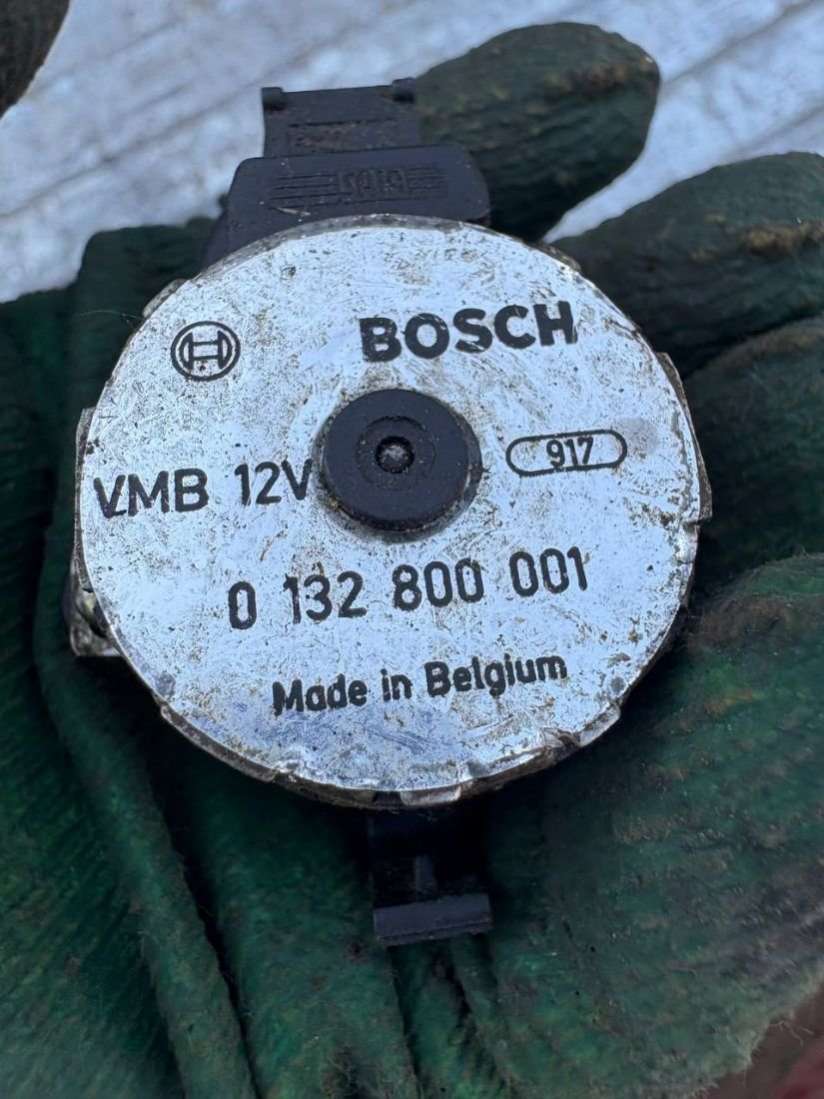 BOSCH
VMB 12V
917
0 132 800 001
Made in Belgium